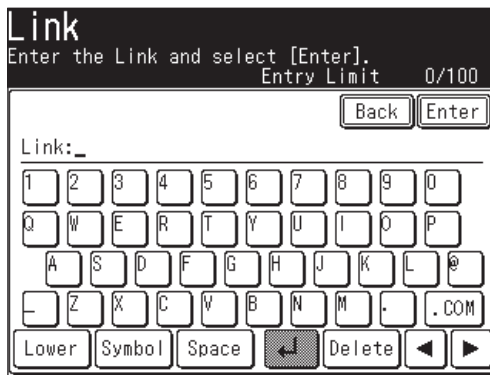 Link
Enter the Link and select [Enter].
Entry Limit 0/100
Back Enter
Link:_
1 2 3 4 5 6 7 8 9 0
Q W E R T Y U I O P
A S D F G H J K L @
_ Z X C V B N M . .COM
Lower Symbol Space ↵ Delete ◀ ▶